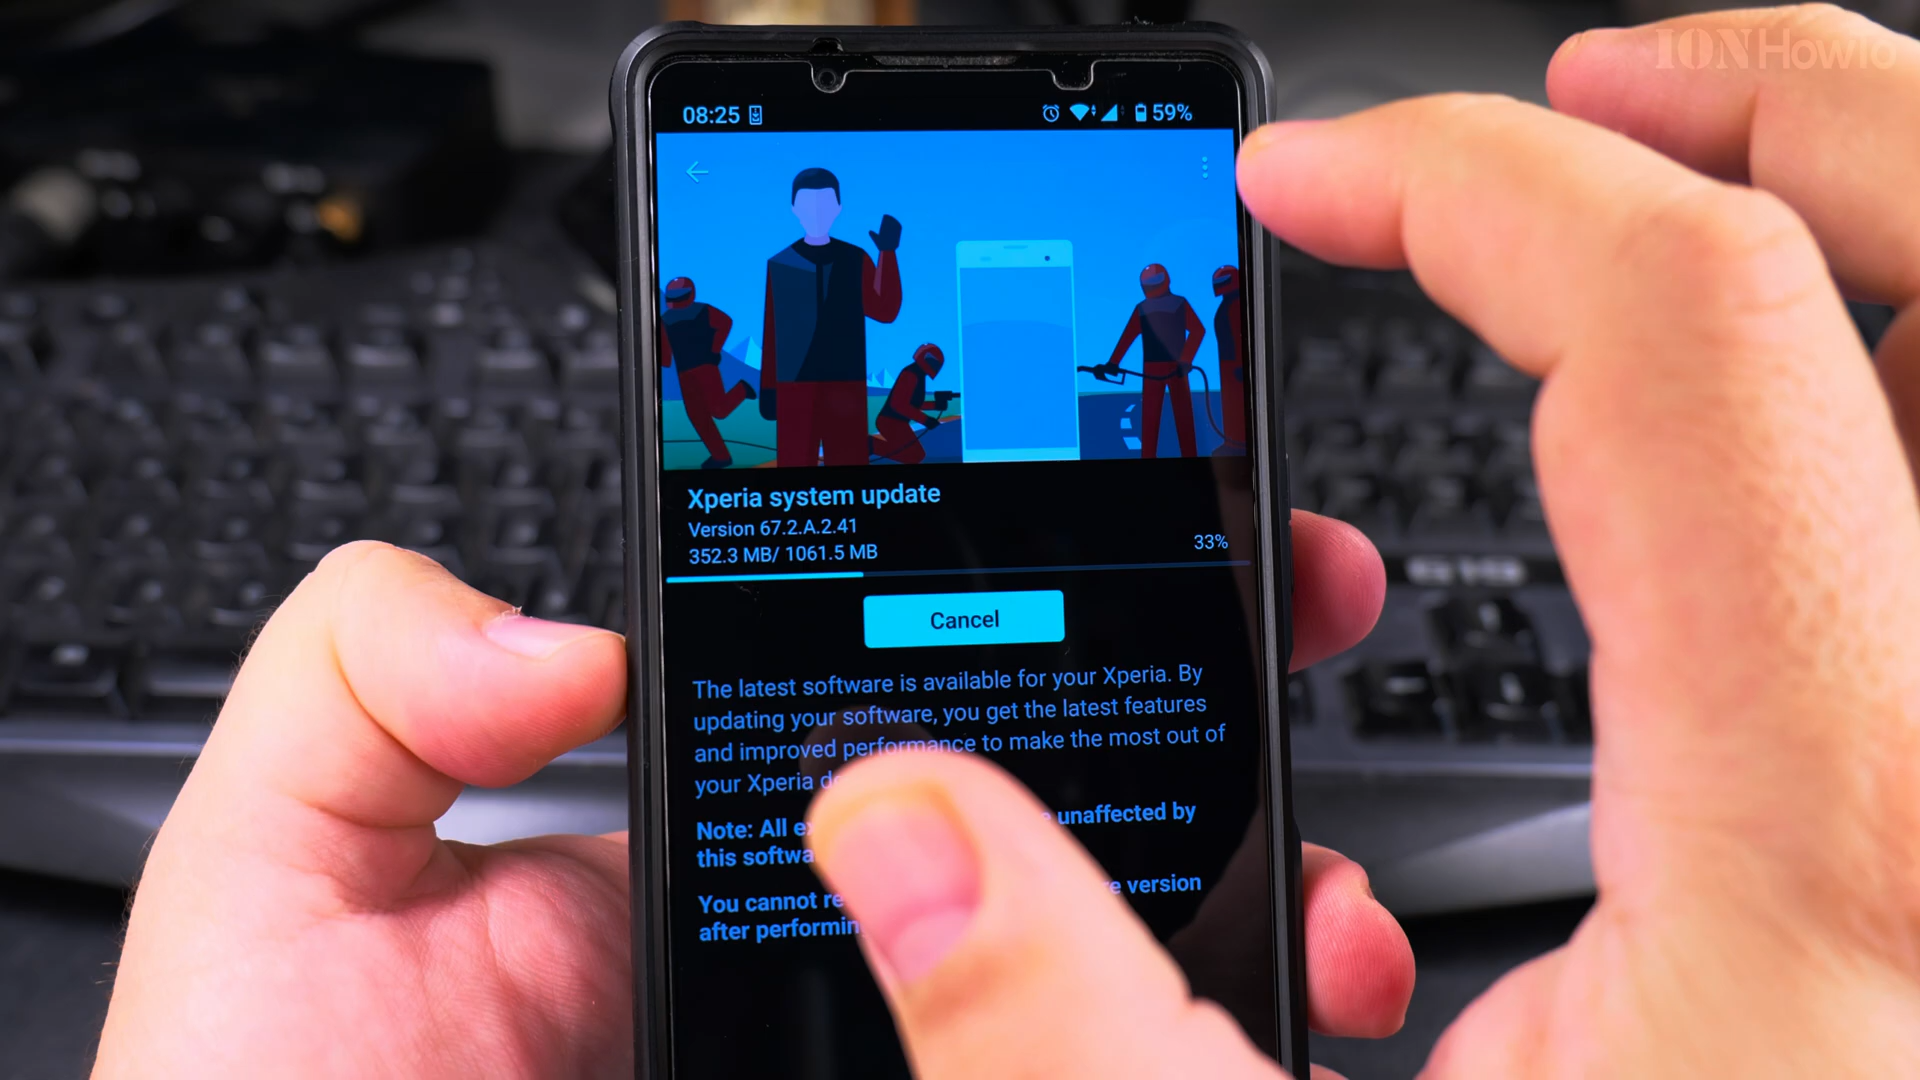 IONHowTo
08:25
59%
Xperia system update
Version 67.2.A.2.41
352.3 MB/ 1061.5 MB
33%
Cancel
The latest software is available for your Xperia. By
updating your software, you get the latest features
and improved performance to make the most out of
your Xperia
Note: All unaffected by
this
You cannot version
after
G19